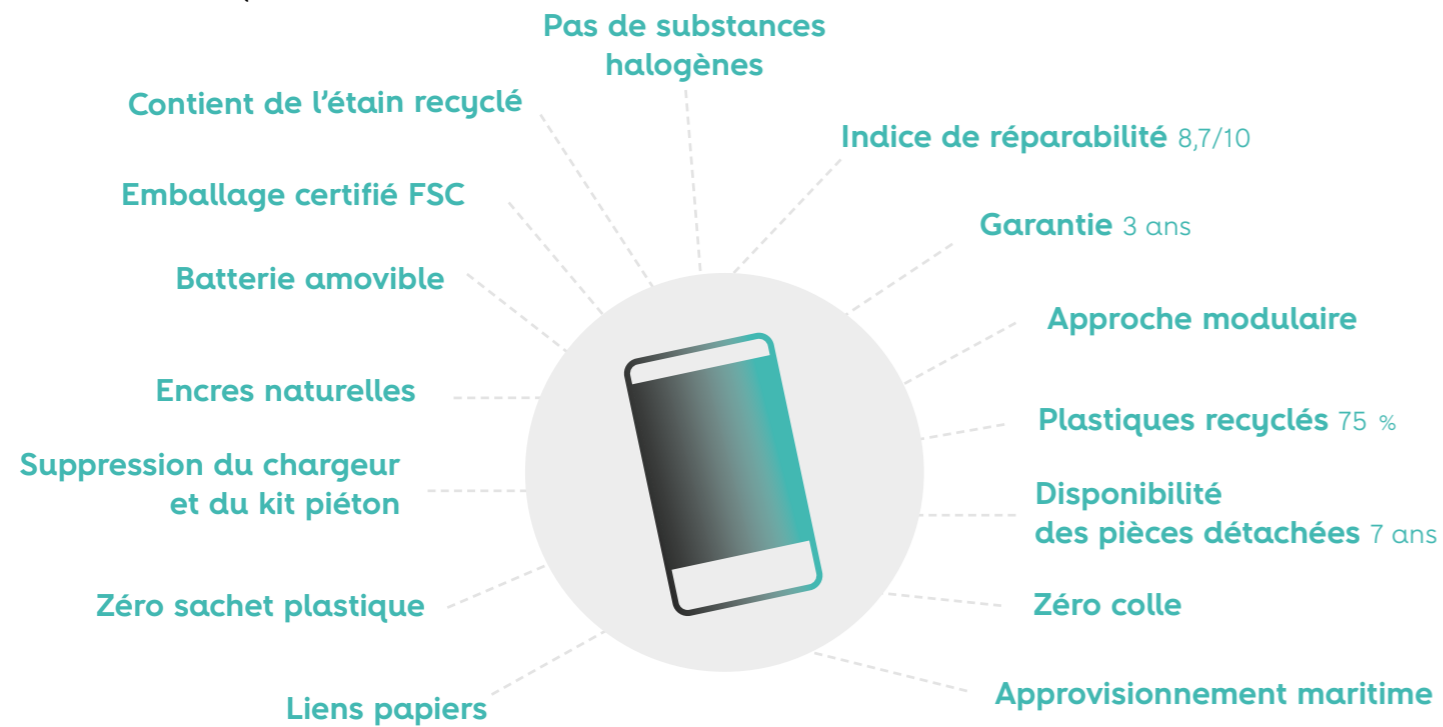 Pas de substances
halogènes
Contient de l'étain recyclé
Indice de réparabilité 8,7/10
Emballage certifié FSC
Garantie 3 ans
Batterie amovible
Approche modulaire
Encres naturelles
Plastiques recyclés 75 %
Suppression du chargeur
et du kit piéton
Disponibilité
des pièces détachées 7 ans
Zéro sachet plastique
Zéro colle
Liens papiers
Approvisionnement maritime